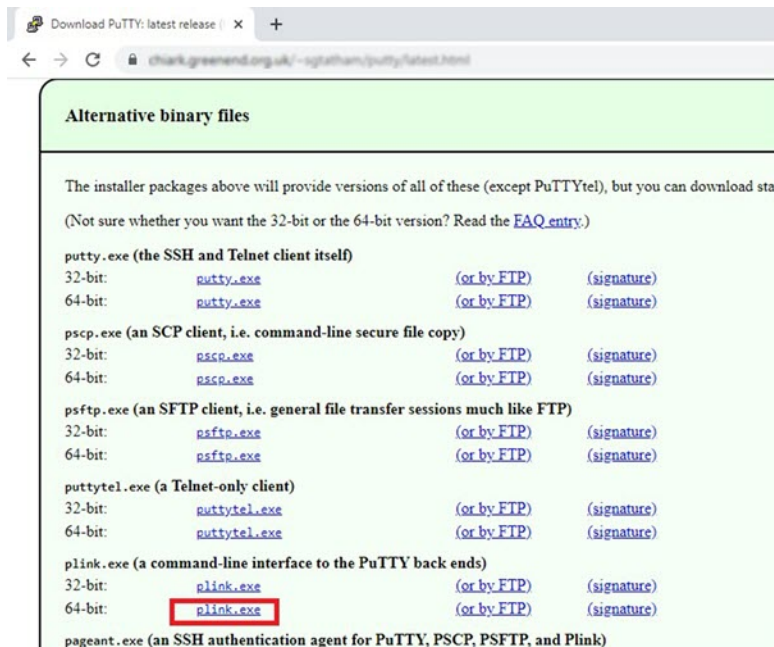 Download PuTTY: latest release (
chiark.greenend.org.uk/~sgtatham/putty/latest.html
Alternative binary files
The installer packages above will provide versions of all of these (except PuTTYtel), but you can download sta
(Not sure whether you want the 32-bit or the 64-bit version? Read the FAQ entry.)
putty.exe (the SSH and Telnet client itself)
32-bit: putty.exe (or by FTP) (signature)
64-bit: putty.exe (or by FTP) (signature)
pscp.exe (an SCP client, i.e. command-line secure file copy)
32-bit: pscp.exe (or by FTP) (signature)
64-bit: pscp.exe (or by FTP) (signature)
psftp.exe (an SFTP client, i.e. general file transfer sessions much like FTP)
32-bit: psftp.exe (or by FTP) (signature)
64-bit: psftp.exe (or by FTP) (signature)
puttytel.exe (a Telnet-only client)
32-bit: puttytel.exe (or by FTP) (signature)
64-bit: puttytel.exe (or by FTP) (signature)
plink.exe (a command-line interface to the PuTTY back ends)
32-bit: plink.exe (or by FTP) (signature)
64-bit: plink.exe (or by FTP) (signature)
pageant.exe (an SSH authentication agent for PuTTY, PSCP, PSFTP, and Plink)